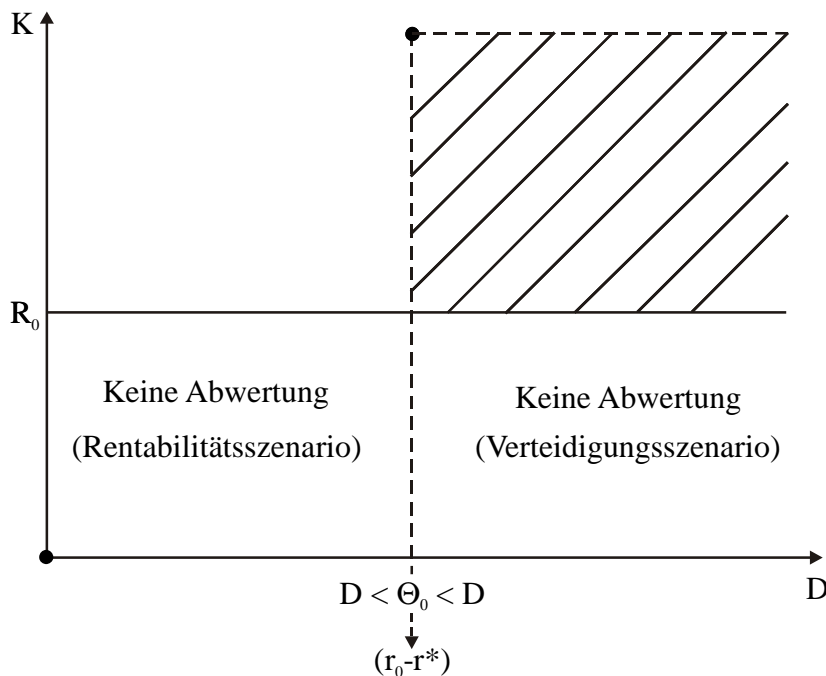 K
R₀
Keine Abwertung
(Rentabilitätsszenario)
Keine Abwertung
(Verteidigungsszenario)
D
D < Θ₀ < D
(r₀-r*)